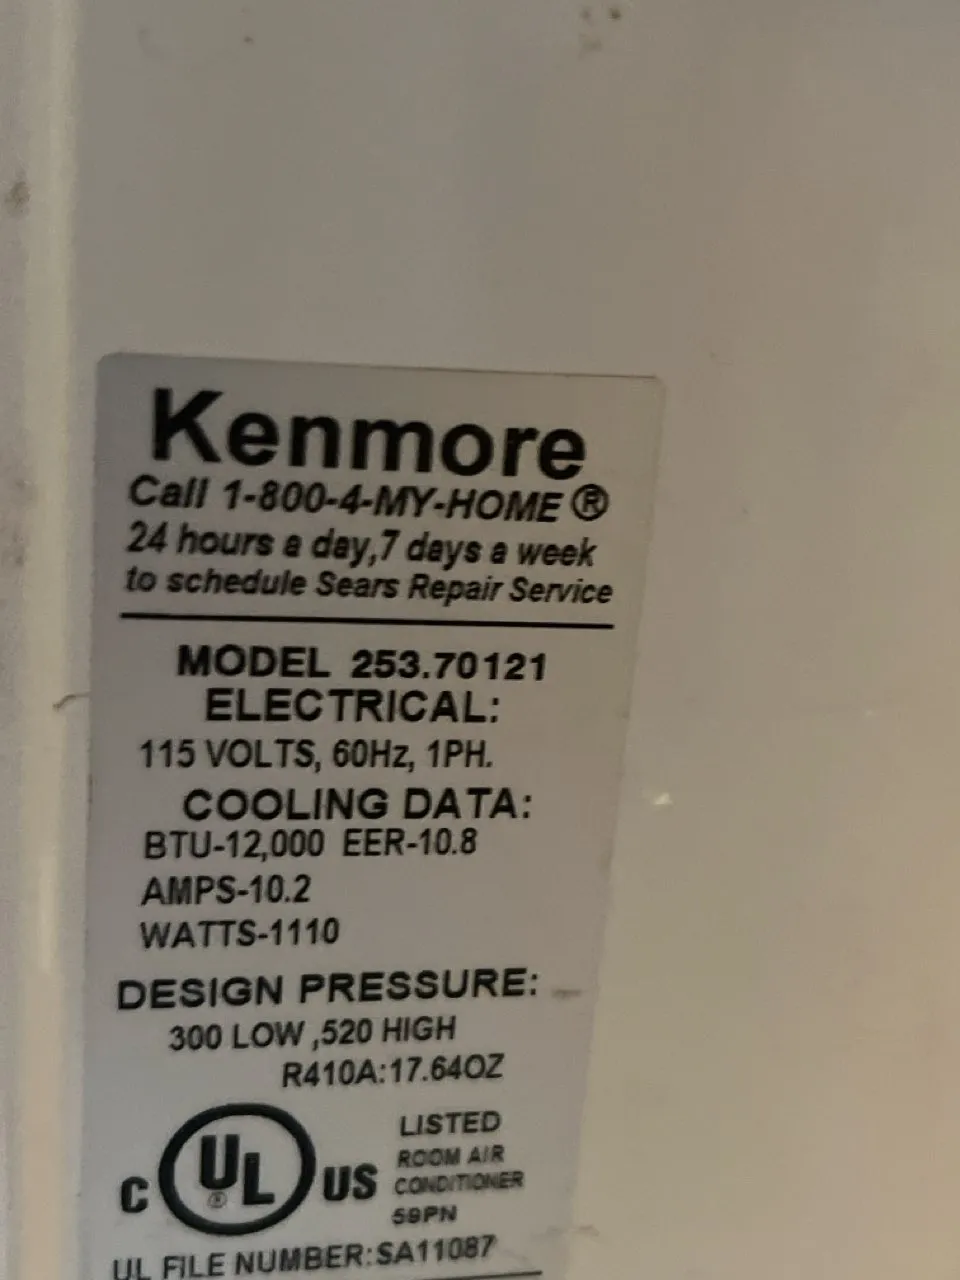 Kenmore
Call 1-800-4-MY-HOME ®
24 hours a day,7 days a week
to schedule Sears Repair Service
MODEL 253.70121
ELECTRICAL:
115 VOLTS, 60Hz, 1PH.
COOLING DATA:
BTU-12,000 EER-10.8
AMPS-10.2
WATTS-1110
DESIGN PRESSURE:
300 LOW ,520 HIGH
R410A:17.64OZ
C UL ® US
LISTED
ROOM AIR
CONDITIONER
59PN
UL FILE NUMBER:SA11087